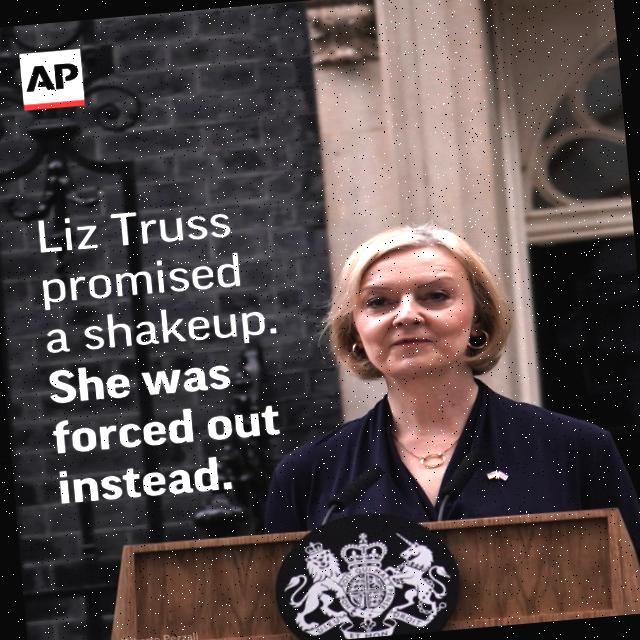 AP
Liz Truss
promised
a shakeup.
She was
forced out
instead.